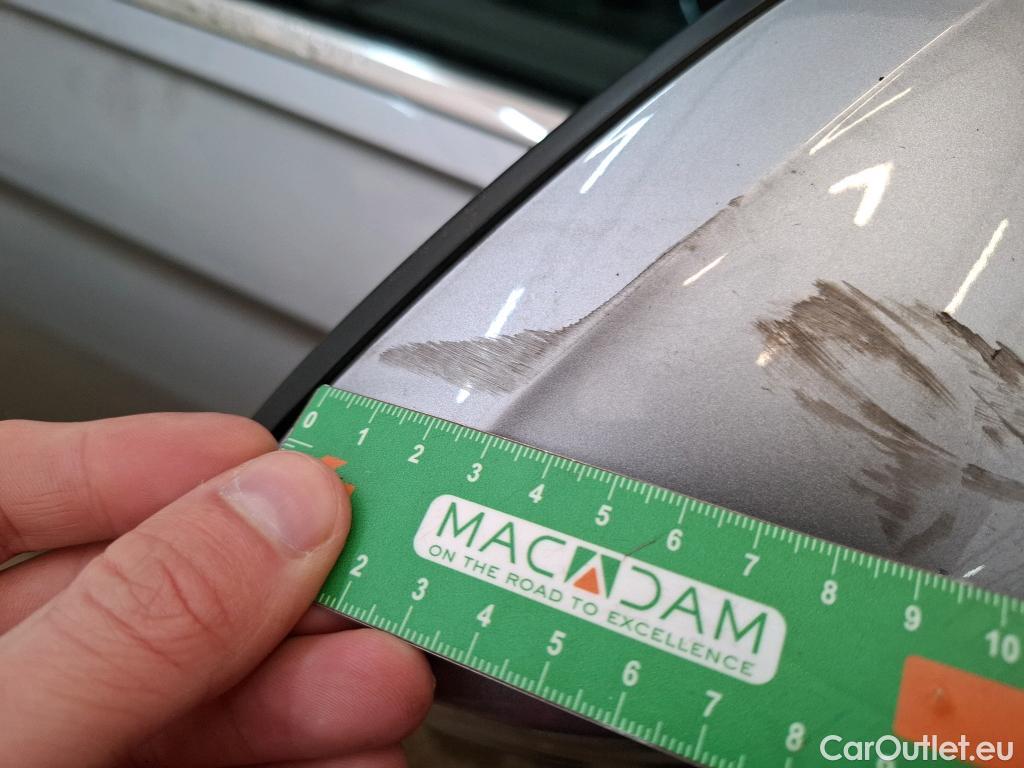 0 1 2 3 4 5 6 7 8 9 10
MACADAM
ON THE ROAD TO EXCELLENCE
2 3 4 5 6 7 8
CarOutlet.eu